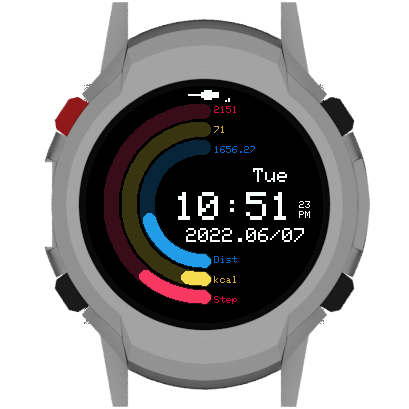 2151
71
1656.27
Tue
10:51 23 PM
2022.06/07
Dist
kcal
Step